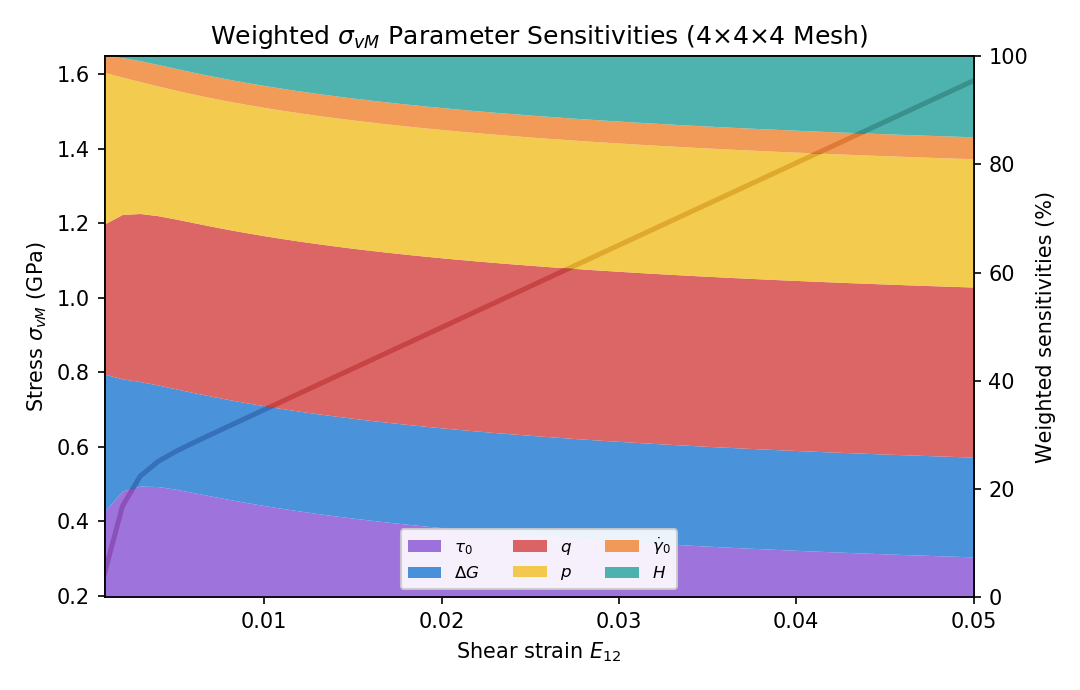 Weighted σ_vM Parameter Sensitivities (4×4×4 Mesh)
Stress σ_vM (GPa)
1.6
1.4
1.2
1.0
0.8
0.6
0.4
0.2
100
80
60
40
20
0
Weighted sensitivities (%)
τ₀ q γ̇₀
ΔG p H
0.01 0.02 0.03 0.04 0.05
Shear strain E₁₂